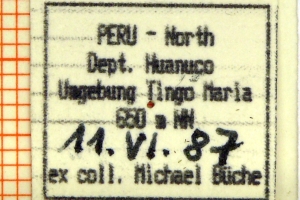 PERU - North
Dept. Huanuco
Umgebung Tingo Maria
650 m NN
11. VI. 87
ex coll. Michael Büche